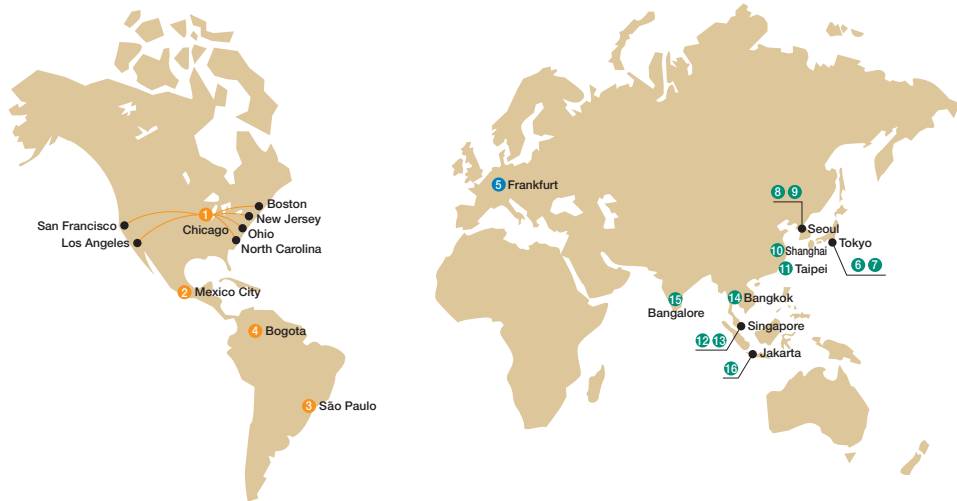 San Francisco
Los Angeles
1
Chicago
Boston
New Jersey
Ohio
North Carolina
2 Mexico City
4 Bogota
3 São Paulo
5 Frankfurt
8 9
Seoul
Tokyo
6 7
10 Shanghai
11 Taipei
15
Bangalore
14 Bangkok
Singapore
12 13
Jakarta
16